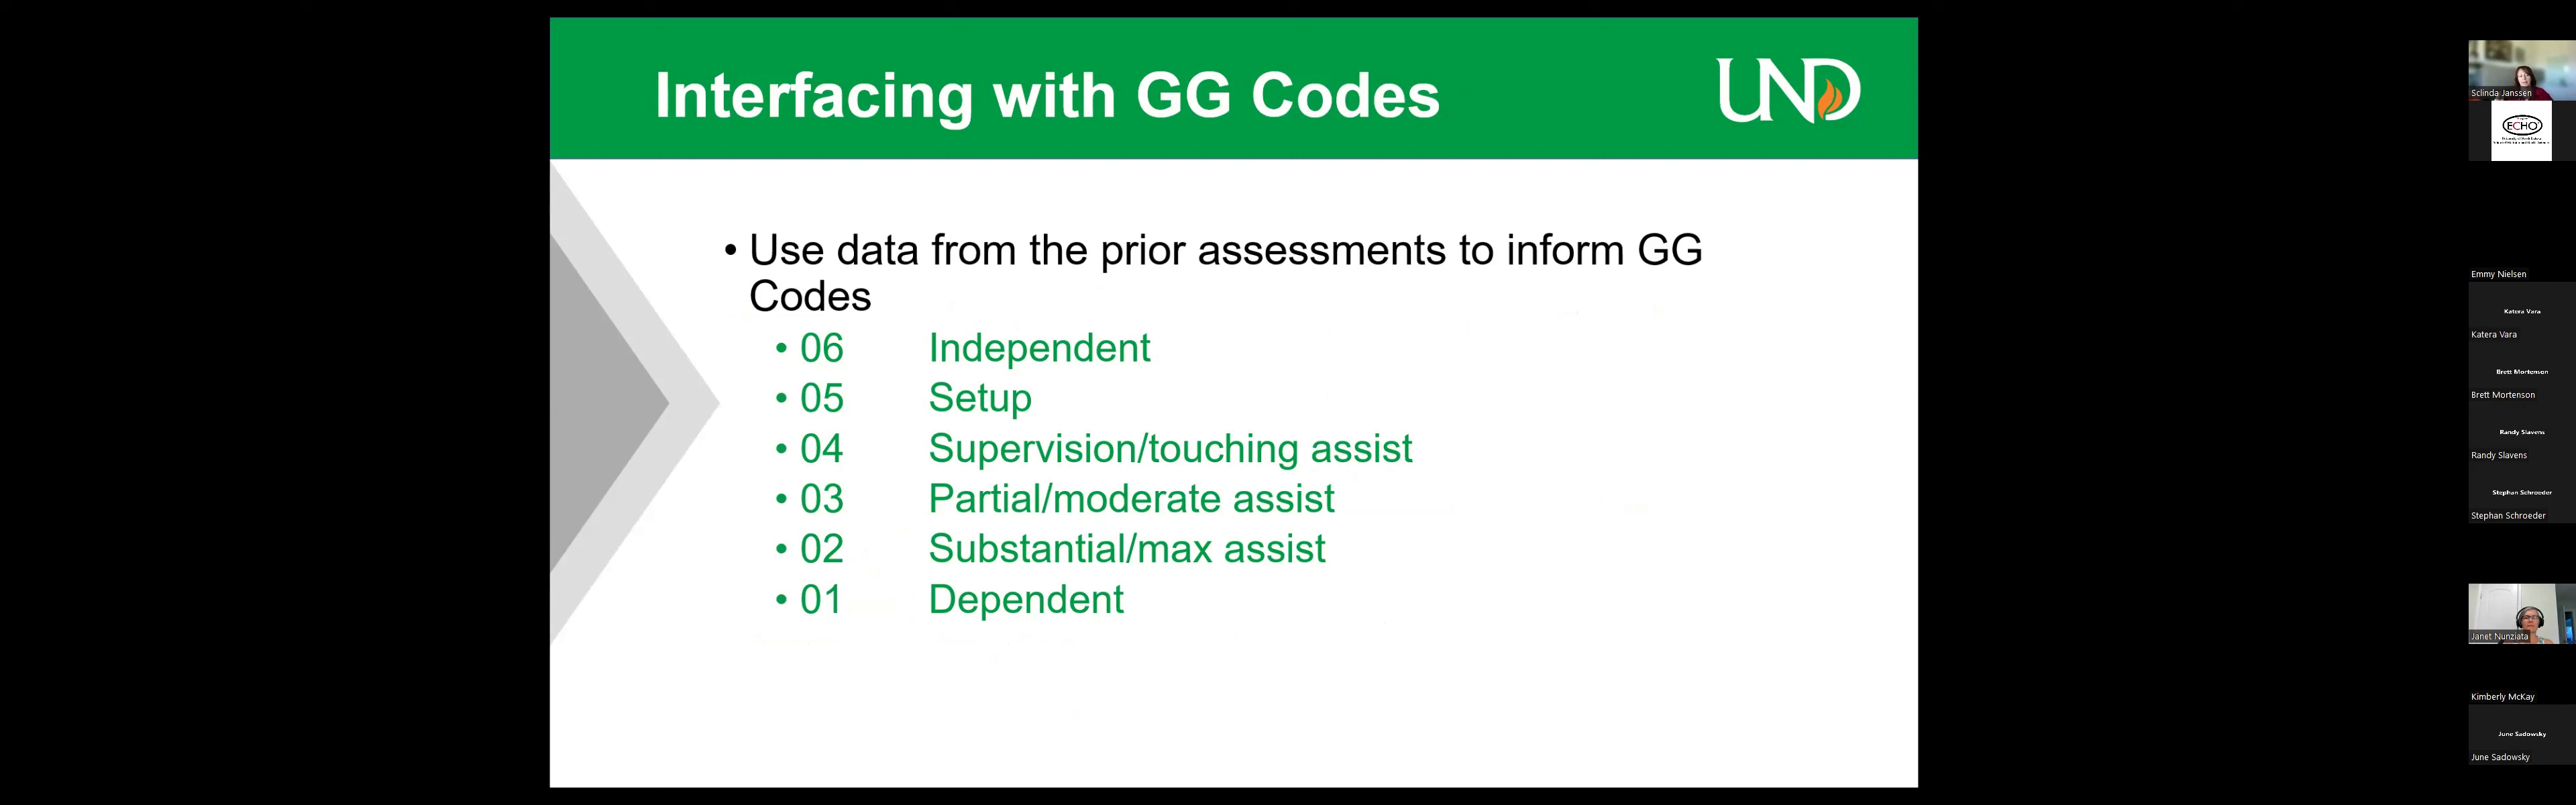 Interfacing with GG Codes
UND
• Use data from the prior assessments to inform GG
Codes
• 06 Independent
• 05 Setup
• 04 Supervision/touching assist
• 03 Partial/moderate assist
• 02 Substantial/max assist
• 01 Dependent
Sclinda Janssen
ECHO
Emmy Nielsen
Katera Vara
Katera Vara
Brett Mortenson
Brett Mortenson
Randy Slavens
Randy Slavens
Stephan Schroeder
Stephan Schroeder
Janet Nunziata
Kimberly McKay
June Sadowsky
June Sadowsky